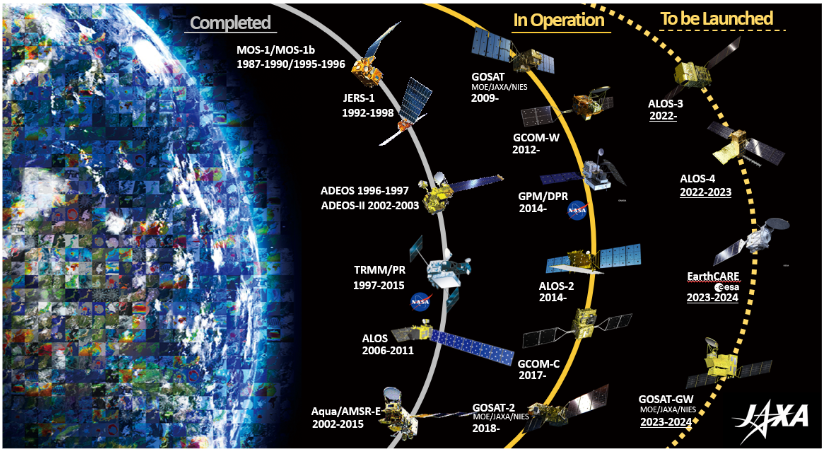 Completed
MOS-1/MOS-1b
1987-1990/1995-1996
JERS-1
1992-1998
ADEOS 1996-1997
ADEOS-II 2002-2003
TRMM/PR
1997-2015
NASA
ALOS
2006-2011
Aqua/AMSR-E
2002-2015
In Operation
GOSAT
MOE/JAXA/NIES
2009-
GCOM-W
2012-
GPM/DPR
2014-
NASA
ALOS-2
2014-
GCOM-C
2017-
GOSAT-2
MOE/JAXA/NIES
2018-
To be Launched
ALOS-3
2022-
ALOS-4
2022-2023
EarthCARE
esa
2023-2024
GOSAT-GW
MOE/JAXA/NIES
2023-2024
JAXA